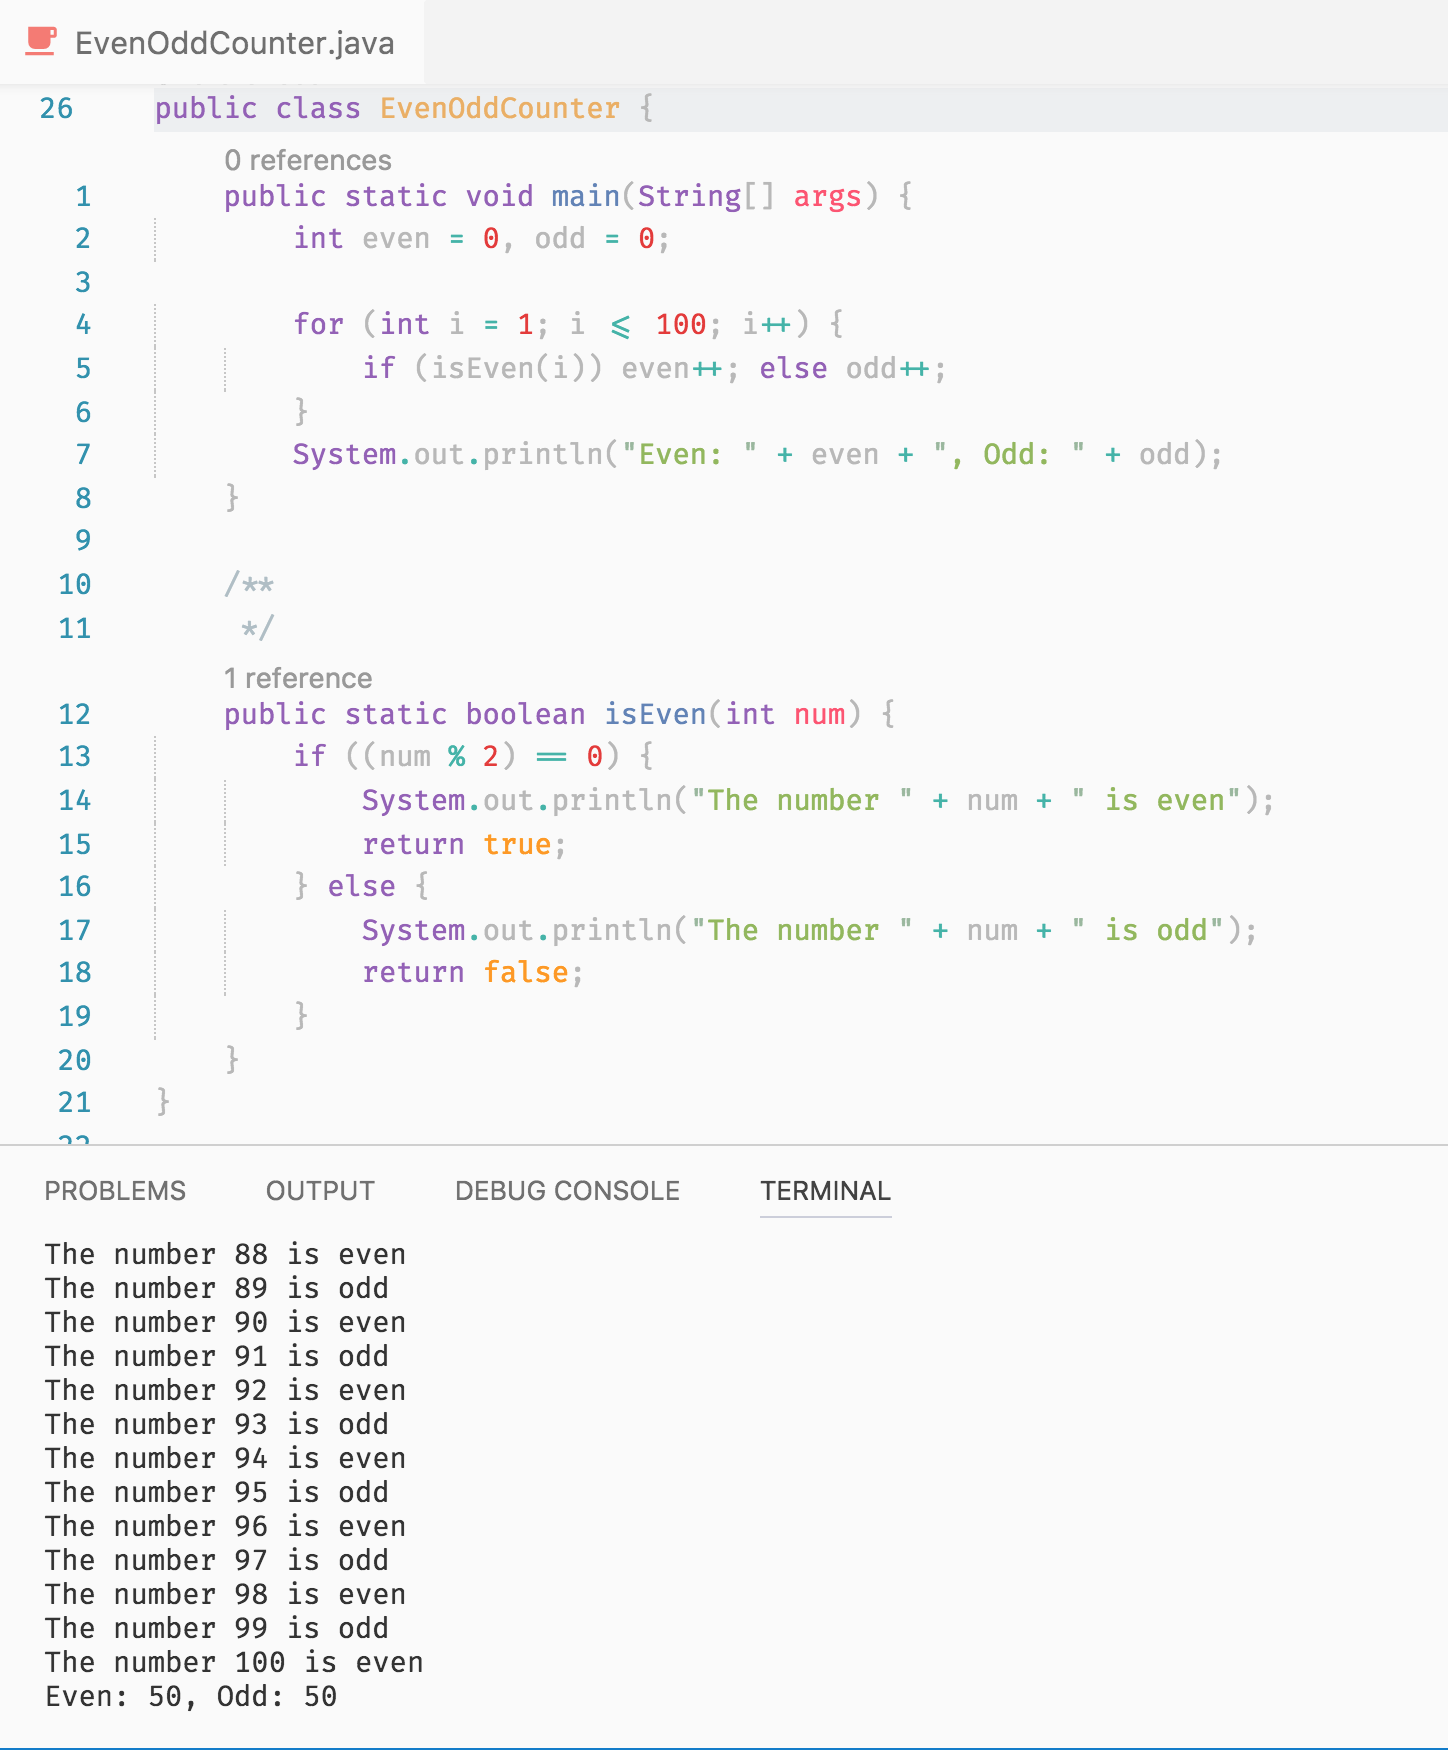 EvenOddCounter.java
26 public class EvenOddCounter {
0 references
1 public static void main(String[] args) {
2 int even = 0, odd = 0;
3
4 for (int i = 1; i <= 100; i++) {
5 if (isEven(i)) even++; else odd++;
6 }
7 System.out.println("Even: " + even + ", Odd: " + odd);
8 }
9
10 /**
11 */
1 reference
12 public static boolean isEven(int num) {
13 if ((num % 2) == 0) {
14 System.out.println("The number " + num + " is even");
15 return true;
16 } else {
17 System.out.println("The number " + num + " is odd");
18 return false;
19 }
20 }
21 }
22
PROBLEMS OUTPUT DEBUG CONSOLE TERMINAL
The number 88 is even
The number 89 is odd
The number 90 is even
The number 91 is odd
The number 92 is even
The number 93 is odd
The number 94 is even
The number 95 is odd
The number 96 is even
The number 97 is odd
The number 98 is even
The number 99 is odd
The number 100 is even
Even: 50, Odd: 50